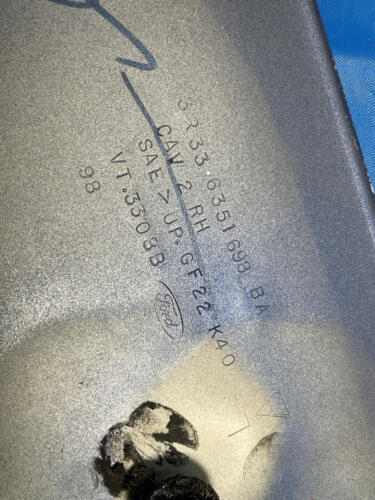 3R33 6351698 BA
CAV 2 RH
SAE > UP.GF22 K40
VT.3308B
98
Ford